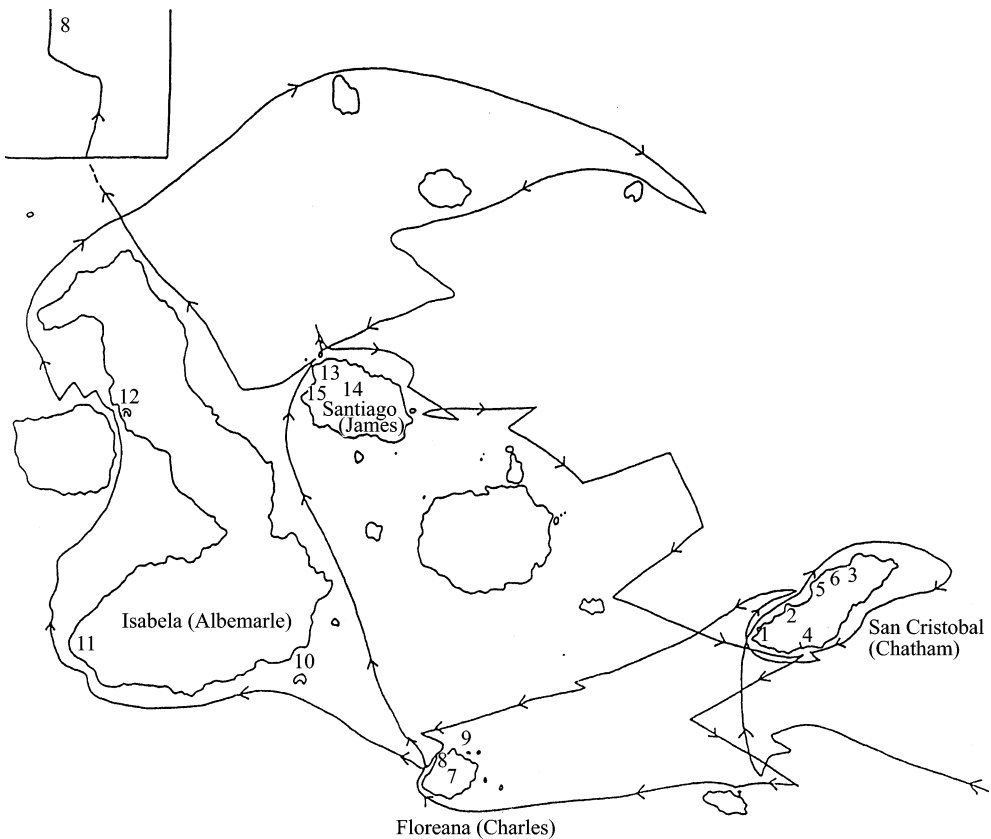 8
12
13
14
15
Santiago
(James)
3
6
5
2
1
4
San Cristobal
(Chatham)
Isabela (Albemarle)
11
10
9
8
7
Floreana (Charles)